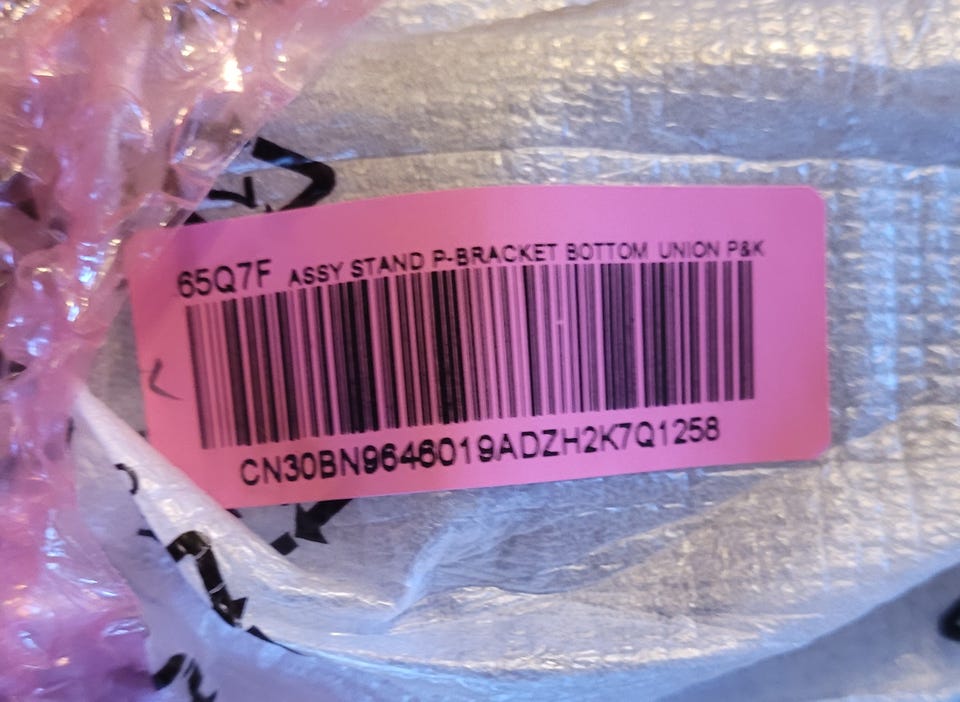 65Q7F ASSY STAND P-BRACKET BOTTOM UNION P&K
CN30BN9646019ADZH2K7Q1258